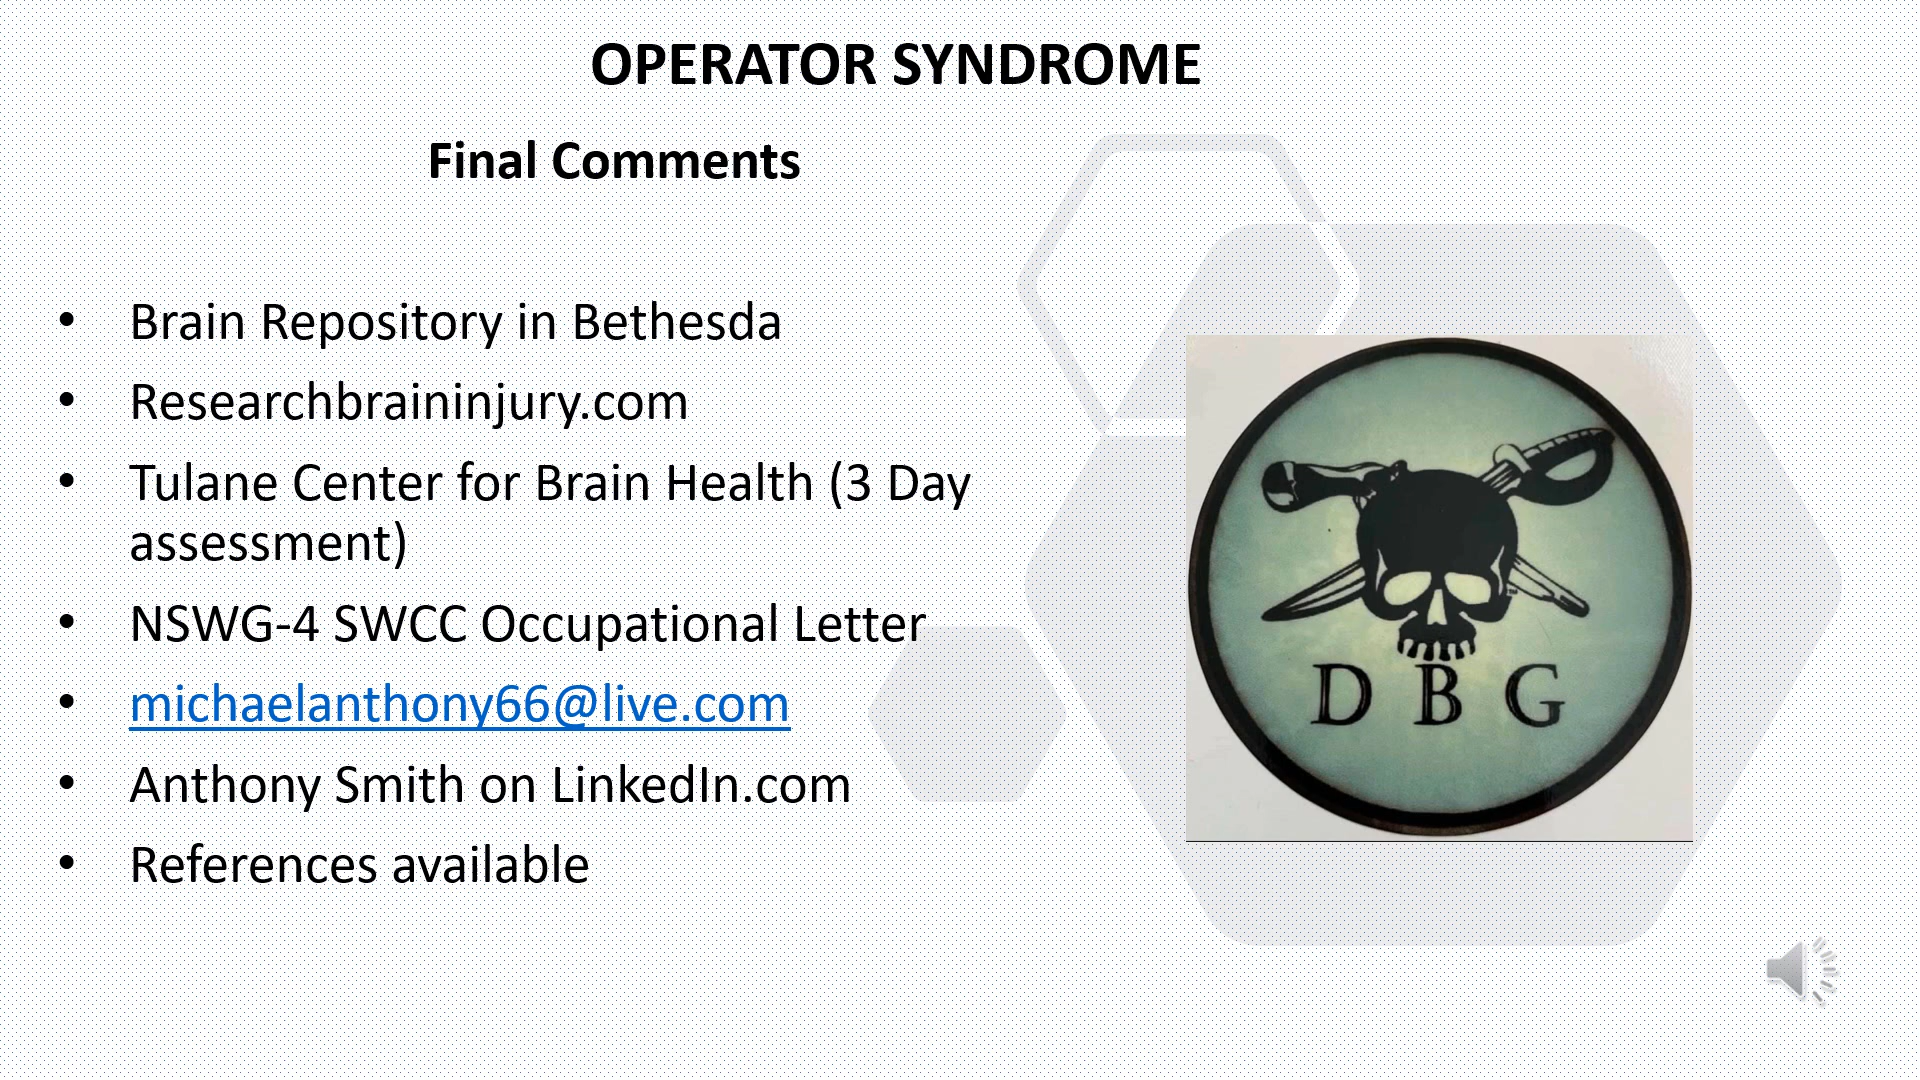 OPERATOR SYNDROME
Final Comments
• Brain Repository in Bethesda
• Researchbraininjury.com
• Tulane Center for Brain Health (3 Day
assessment)
• NSWG-4 SWCC Occupational Letter
• michaelanthony66@live.com
• Anthony Smith on LinkedIn.com
• References available
D B G